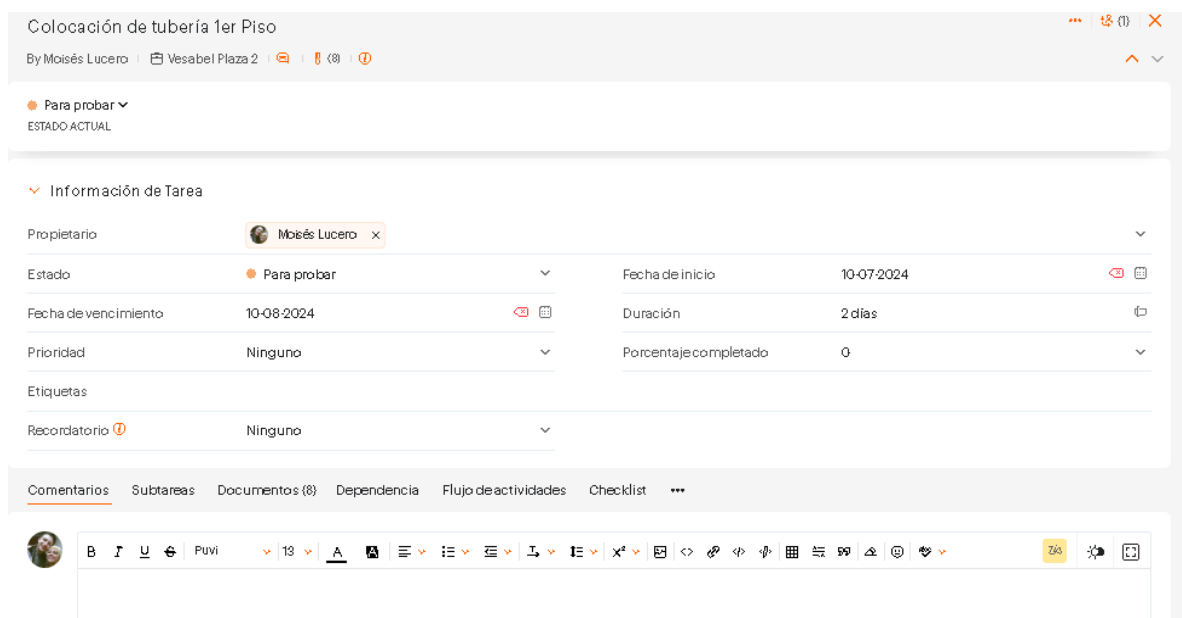 Colocación de tubería 1er Piso
(1)
By Moisés Lucero Vesabel Plaza 2 (8)
Para probar
ESTADO ACTUAL
Información de Tarea
Propietario Moisés Lucero
Estado Para probar Fecha de inicio 10-07-2024
Fecha de vencimiento 10-08-2024 Duración 2 días
Prioridad Ninguno Porcentaje completado 0
Etiquetas
Recordatorio Ninguno
Comentarios Subtareas Documentos (8) Dependencia Flujo de actividades Checklist
B I U Puvi 13 A A